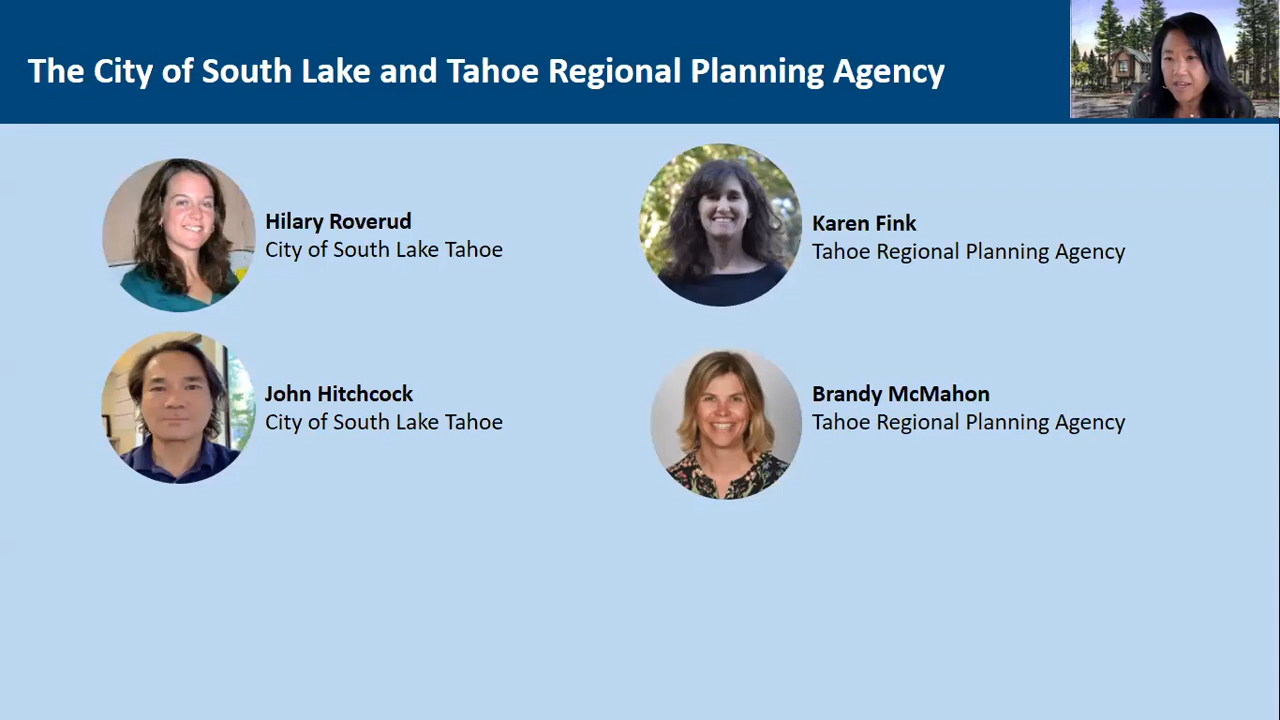 The City of South Lake and Tahoe Regional Planning Agency
Hilary Roverud
City of South Lake Tahoe
Karen Fink
Tahoe Regional Planning Agency
John Hitchcock
City of South Lake Tahoe
Brandy McMahon
Tahoe Regional Planning Agency